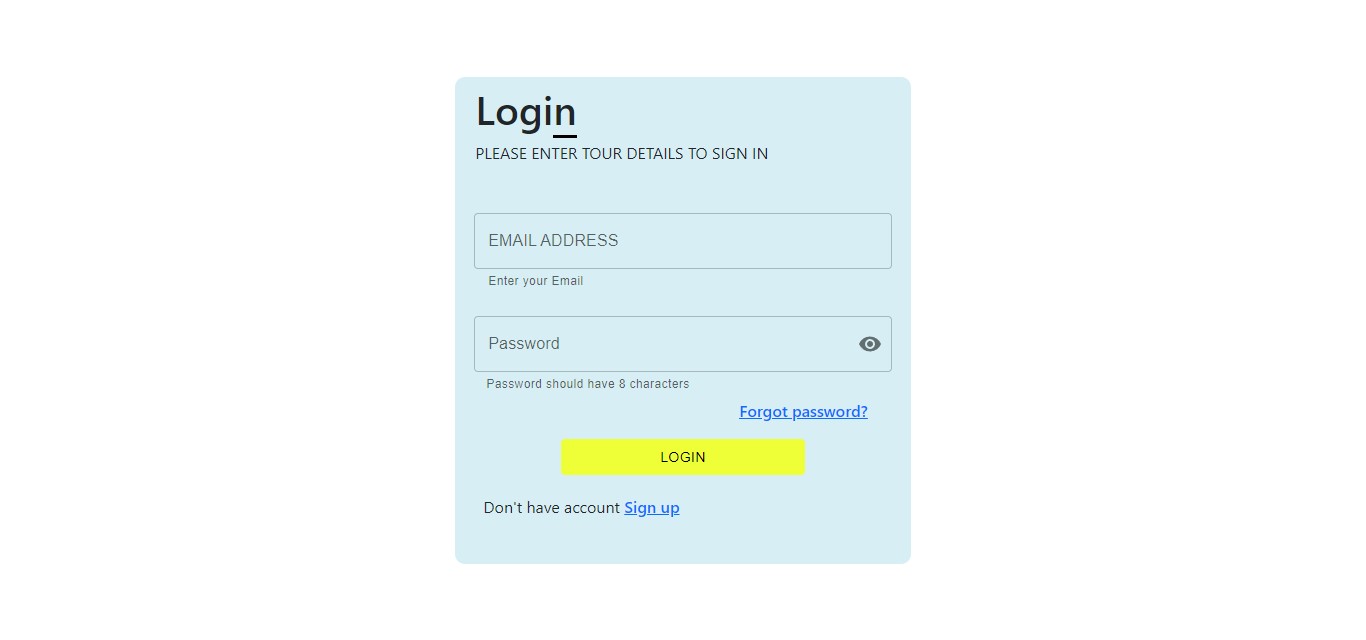 Login
PLEASE ENTER TOUR DETAILS TO SIGN IN
EMAIL ADDRESS
Enter your Email
Password
Password should have 8 characters
Forgot password?
LOGIN
Don't have account Sign up